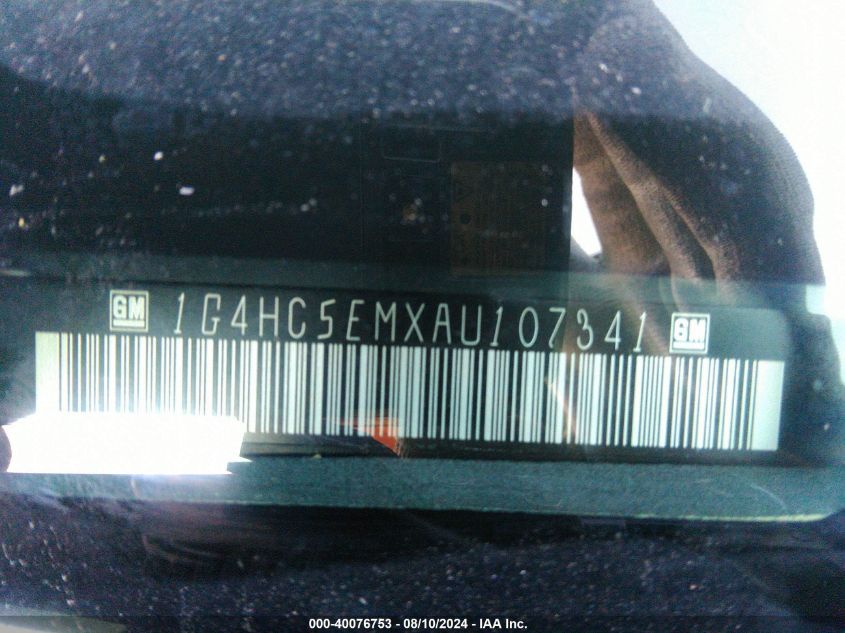 GM 1G4HC5EMXAU107341 GM
000-40076753 - 08/10/2024 - IAA Inc.